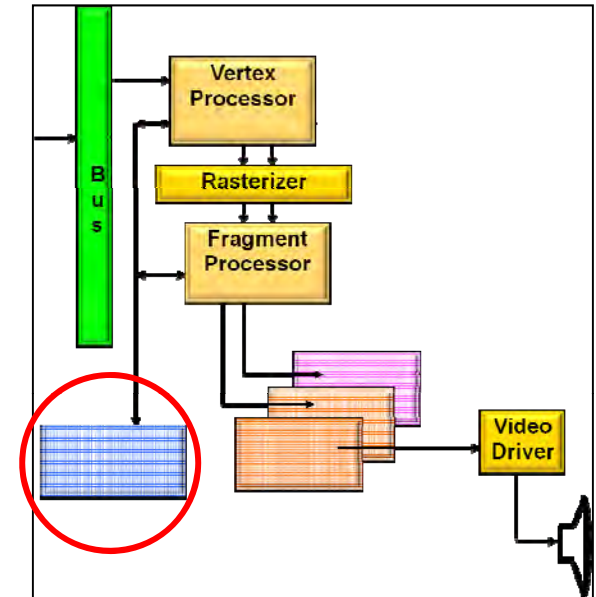 Vertex
Processor
B
u
s
Rasterizer
Fragment
Processor
Video
Driver